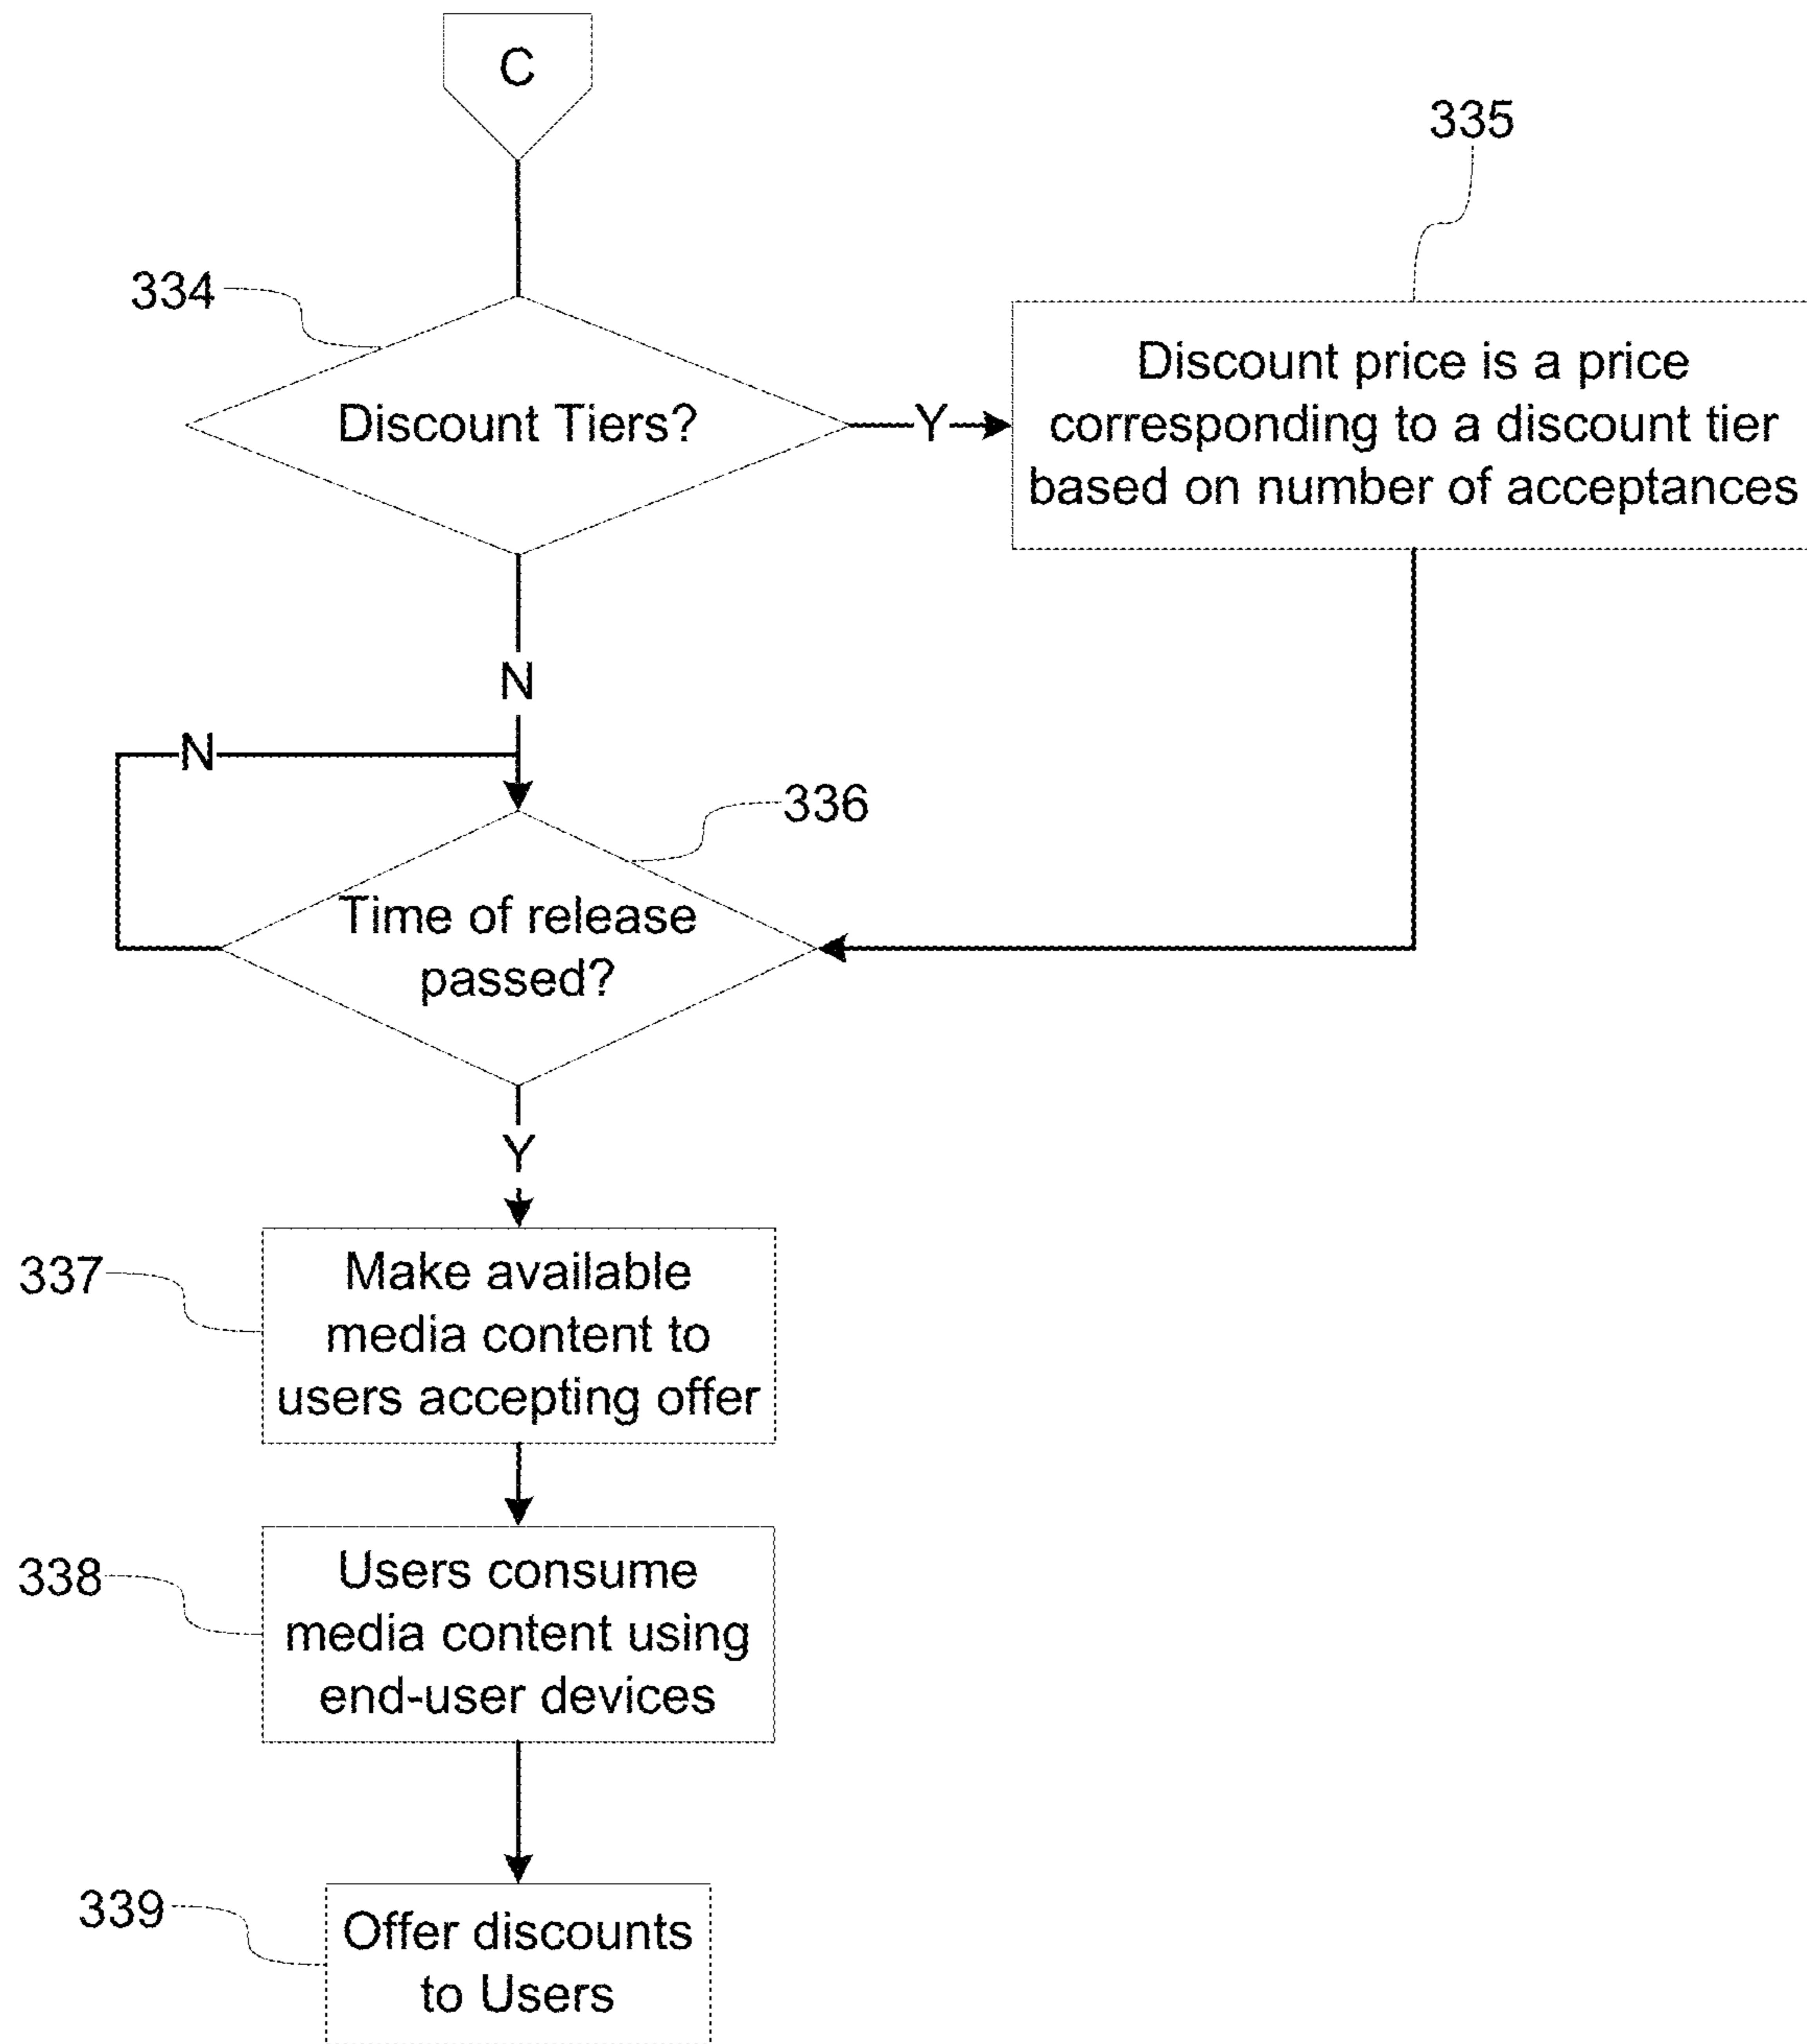 C
335
334
Discount Tiers?
Y
Discount price is a price
corresponding to a discount tier
based on number of acceptances
N
N
336
Time of release
passed?
Y
337
Make available
media content to
users accepting offer
338
Users consume
media content using
end-user devices
339
Offer discounts
to Users